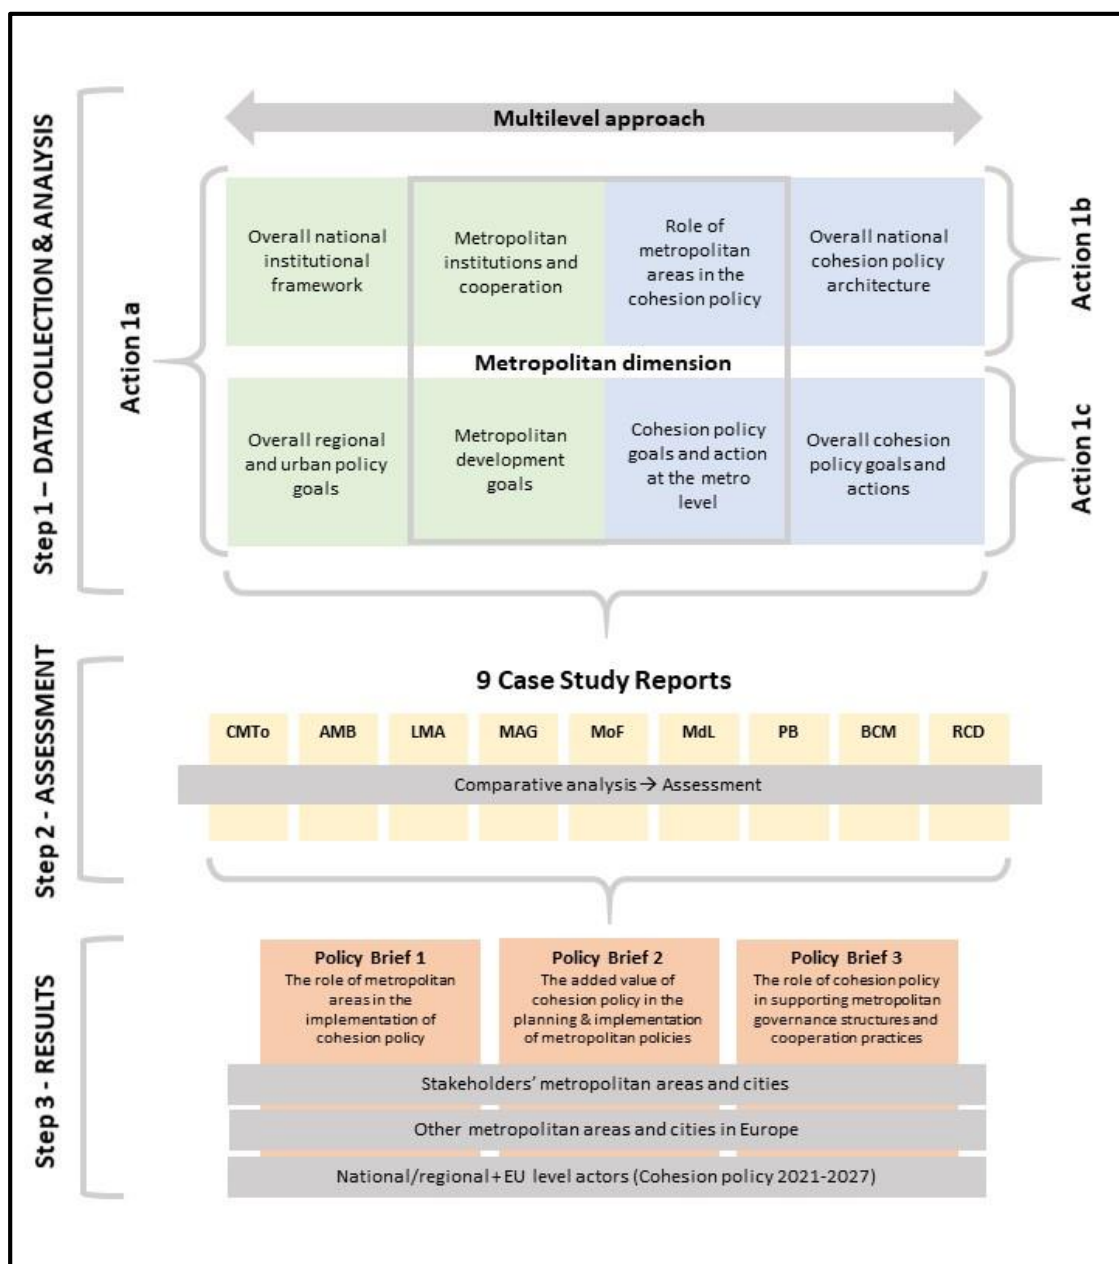 Step 1 – DATA COLLECTION & ANALYSIS
Multilevel approach
Action 1a
Overall national
institutional
framework
Metropolitan
institutions and
cooperation
Role of
metropolitan
areas in the
cohesion policy
Overall national
cohesion policy
architecture
Action 1b
Metropolitan dimension
Overall regional
and urban policy
goals
Metropolitan
development
goals
Cohesion policy
goals and action
at the metro
level
Overall cohesion
policy goals and
actions
Action 1c
Step 2 - ASSESSMENT
9 Case Study Reports
CMTo AMB LMA MAG MoF MdL PB BCM RCD
Comparative analysis → Assessment
Step 3 - RESULTS
Policy Brief 1
The role of metropolitan
areas in the
implementation of
cohesion policy
Policy Brief 2
The added value of
cohesion policy in the
planning & implementation
of metropolitan policies
Policy Brief 3
The role of cohesion policy
in supporting metropolitan
governance structures and
cooperation practices
Stakeholders’ metropolitan areas and cities
Other metropolitan areas and cities in Europe
National/regional+EU level actors (Cohesion policy 2021-2027)